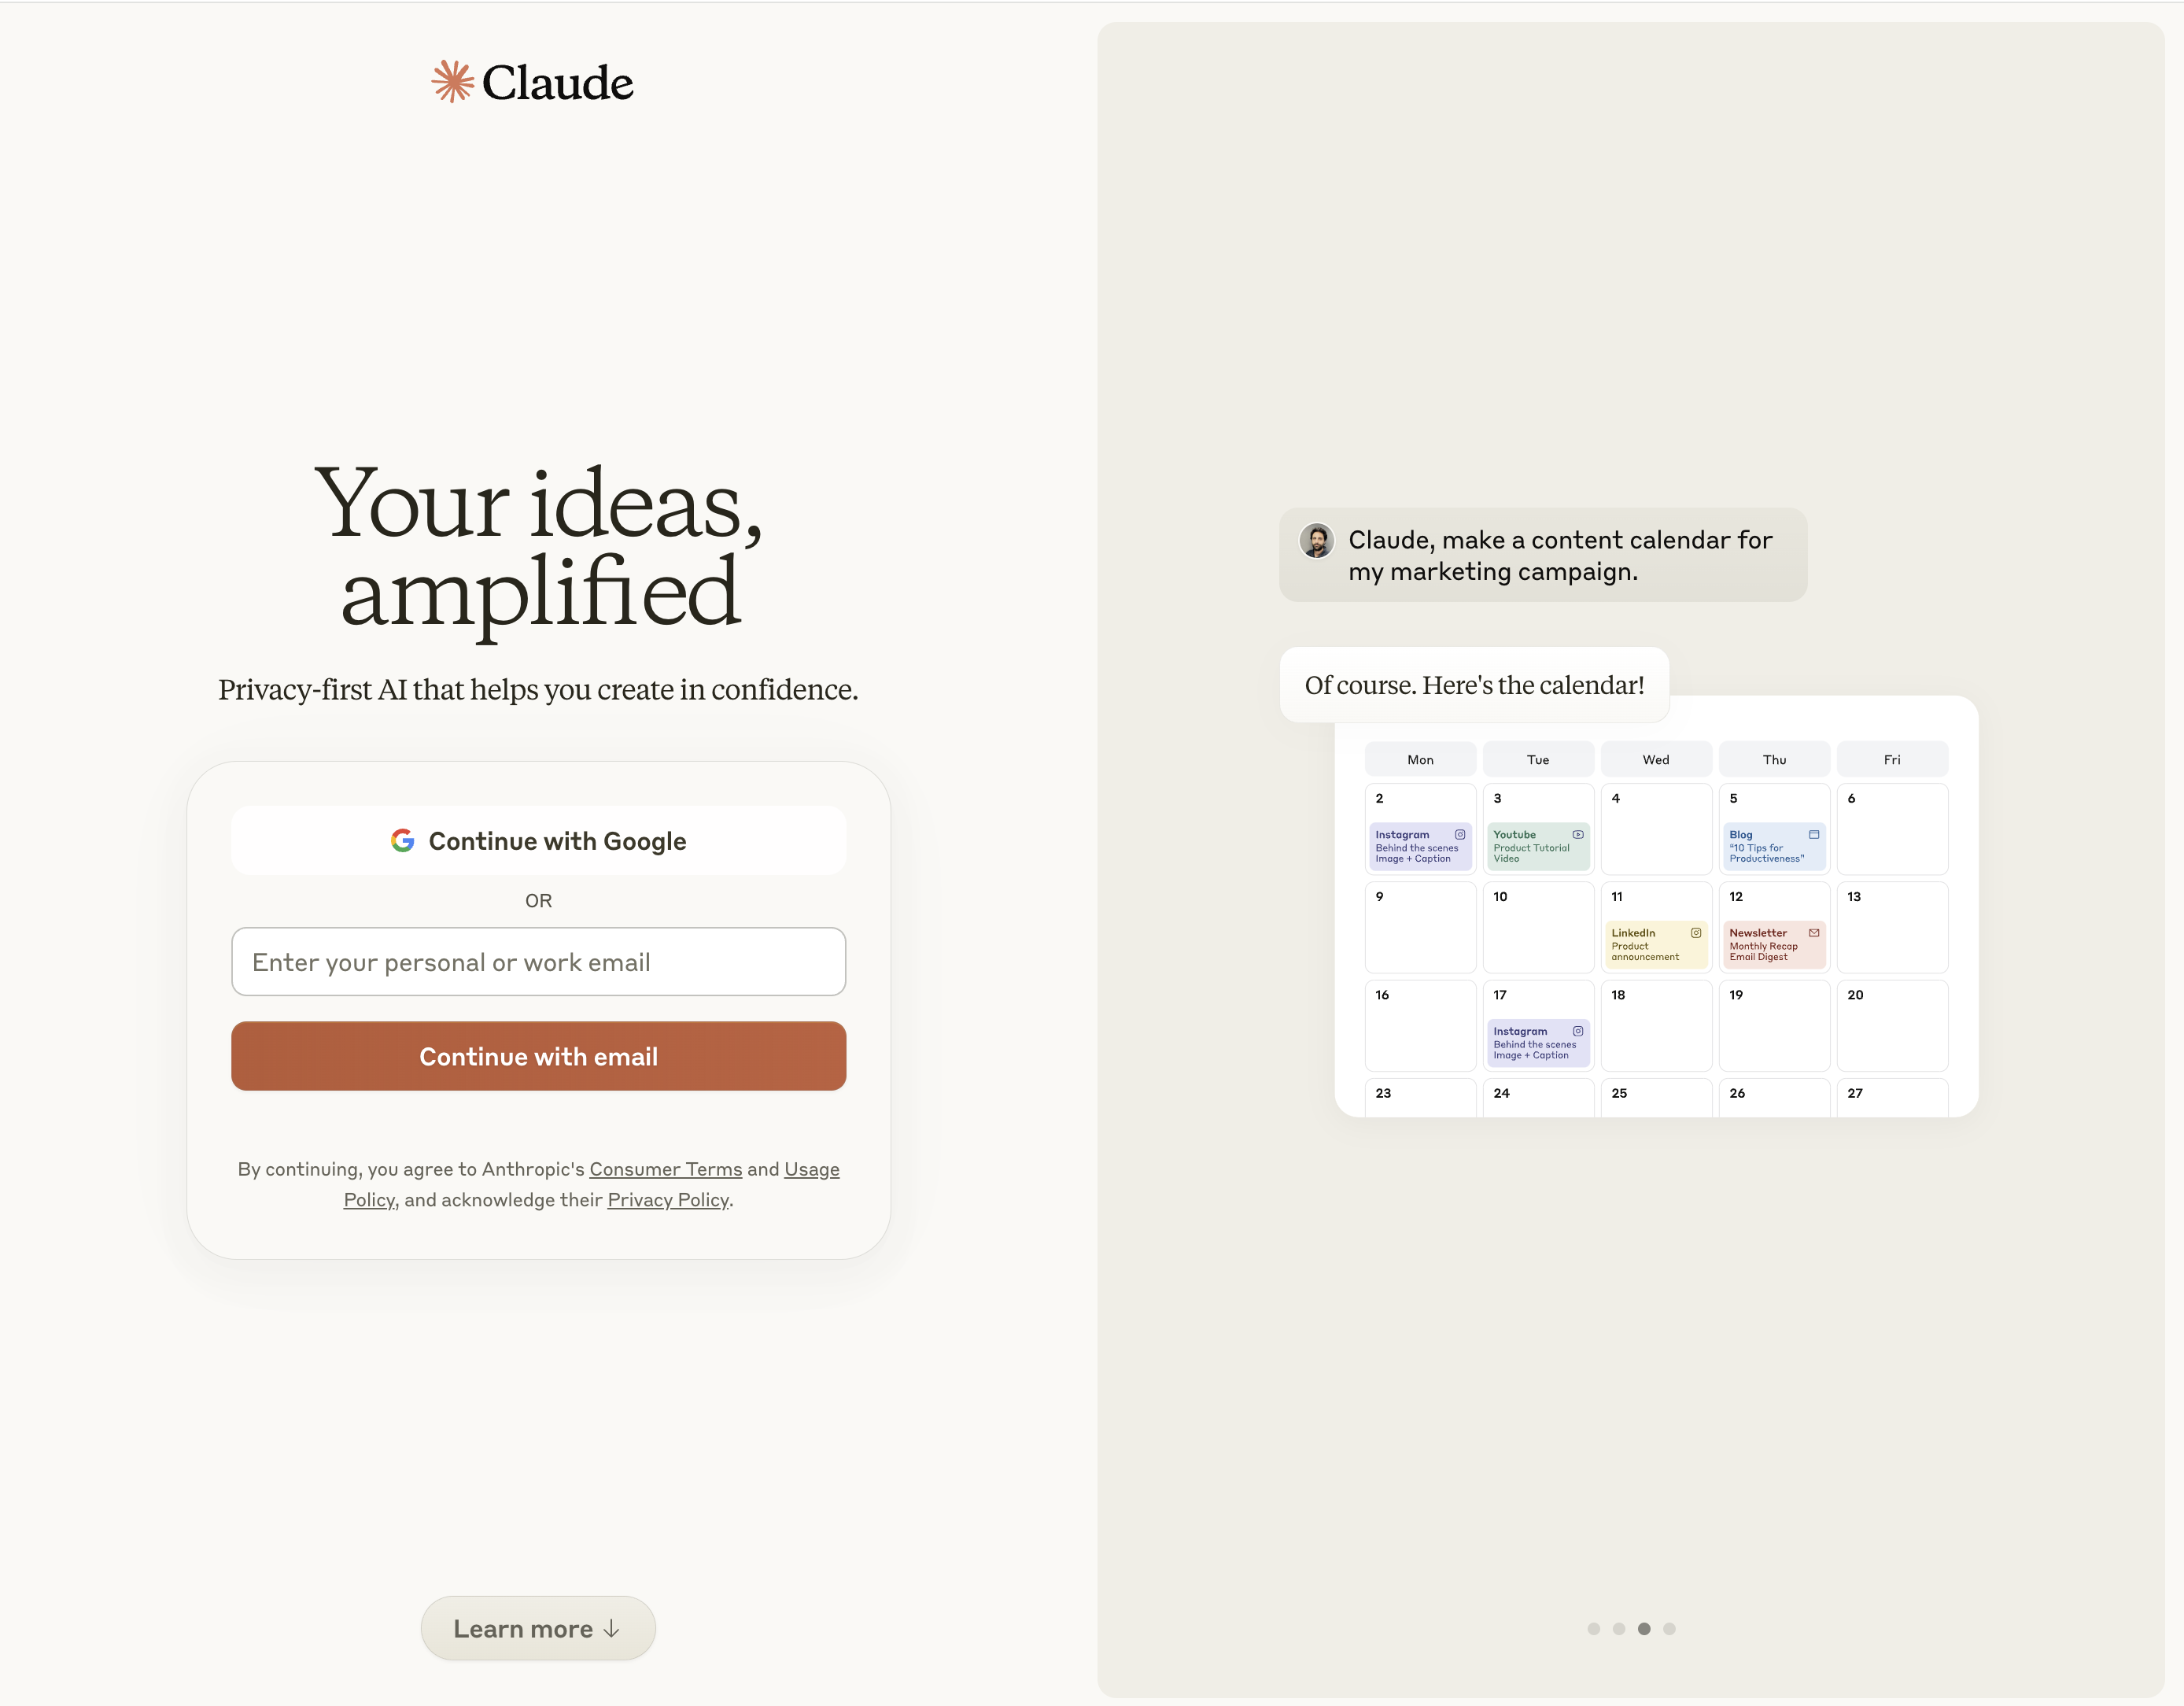 Claude
Your ideas,
amplified
Privacy-first AI that helps you create in confidence.
Continue with Google
OR
Enter your personal or work email
Continue with email
By continuing, you agree to Anthropic's Consumer Terms and Usage
Policy, and acknowledge their Privacy Policy.
Learn more ↓
Claude, make a content calendar for
my marketing campaign.
Of course. Here's the calendar!
Mon Tue Wed Thu Fri
2 3 4 5 6
Instagram Youtube Blog
Behind the scenes Product Tutorial “10 Tips for
Image + Caption Video Productiveness”
9 10 11 12 13
LinkedIn Newsletter
Product Monthly Recap
announcement Email Digest
16 17 18 19 20
Instagram
Behind the scenes
Image + Caption
23 24 25 26 27